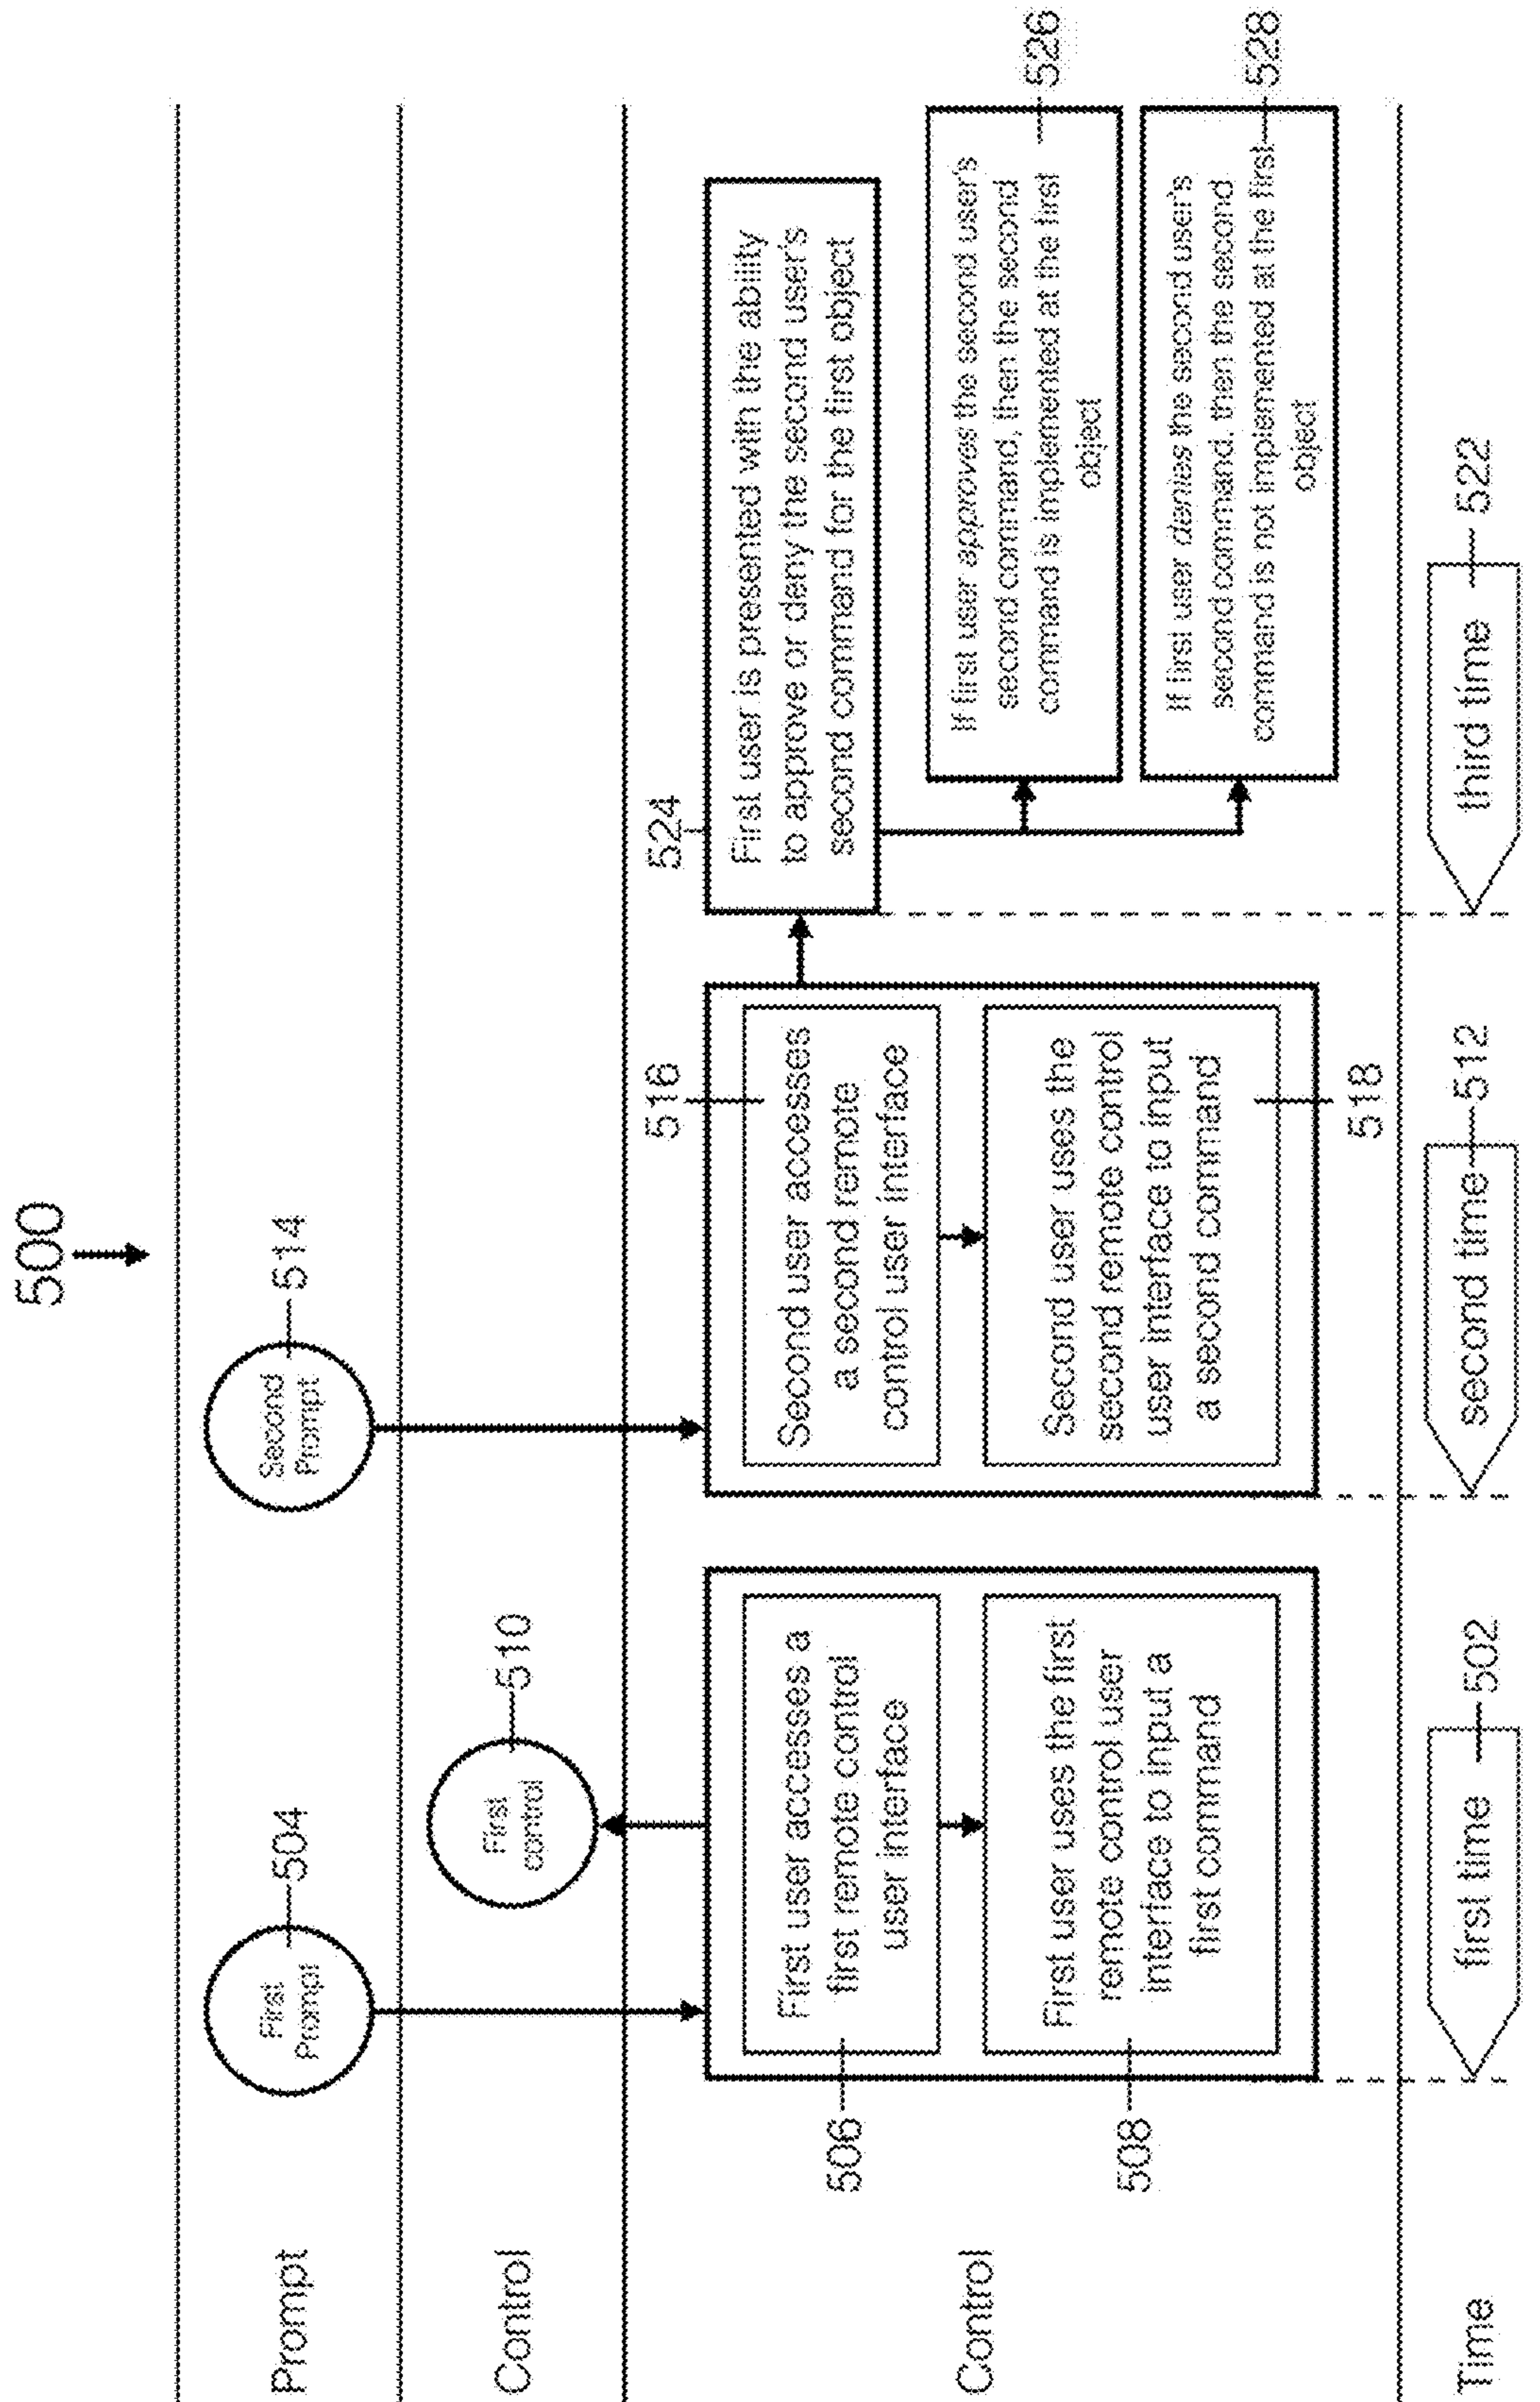 500
Prompt
First
Prompt
504
Second
Prompt
514
Control
First
control
510
Control
506
First user accesses a
first remote control
user interface
508
First user uses the first
remote control user
interface to input a
first command
516
Second user accesses
a second remote
control user interface
Second user uses the
second remote control
user interface to input
a second command
518
524
First user is presented with the ability
to approve or deny the second user's
second command for the first object
If first user approves the second user's
second command, then the second
command is implemented at the first
object
526
If first user denies the second user's
second command, then the second
command is not implemented at the first
object
528
Time
first time
502
second time
512
third time
522